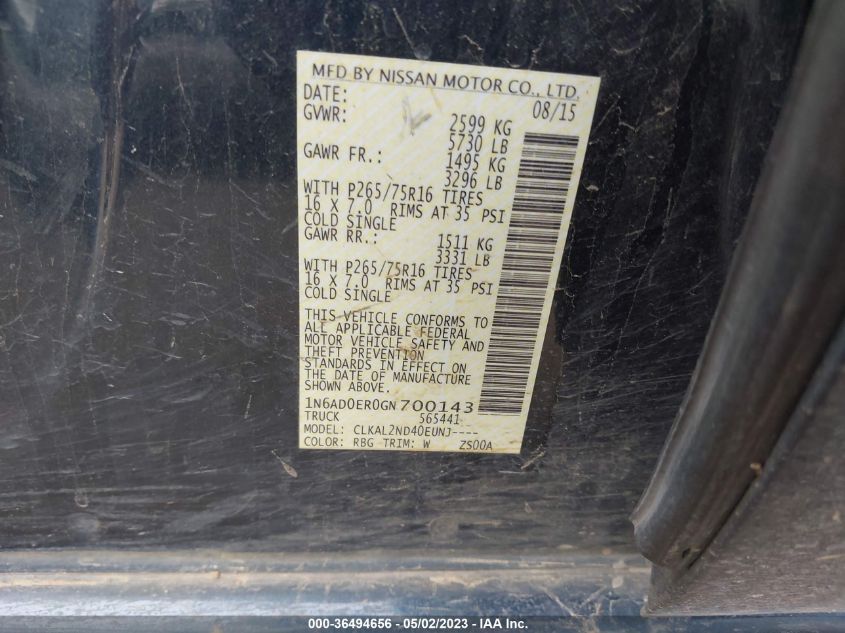 MFD BY NISSAN MOTOR CO., LTD.
DATE: 08/15
GVWR: 2599 KG
5730 LB
GAWR FR.: 1495 KG
3296 LB
WITH P265/75R16 TIRES
16 X 7.0 RIMS AT 35 PSI
COLD SINGLE
GAWR RR.: 1511 KG
3331 LB
WITH P265/75R16 TIRES
16 X 7.0 RIMS AT 35 PSI
COLD SINGLE
THIS VEHICLE CONFORMS TO
ALL APPLICABLE FEDERAL
MOTOR VEHICLE SAFETY AND
THEFT PREVENTION
STANDARDS IN EFFECT ON
THE DATE OF MANUFACTURE
SHOWN ABOVE.
1N6AD0ER0GN700143
TRUCK 565441
MODEL: CLKAL2ND40EUNJ----
COLOR: RBG TRIM: W ZS00A
000-36494656 - 05/02/2023 - IAA Inc.